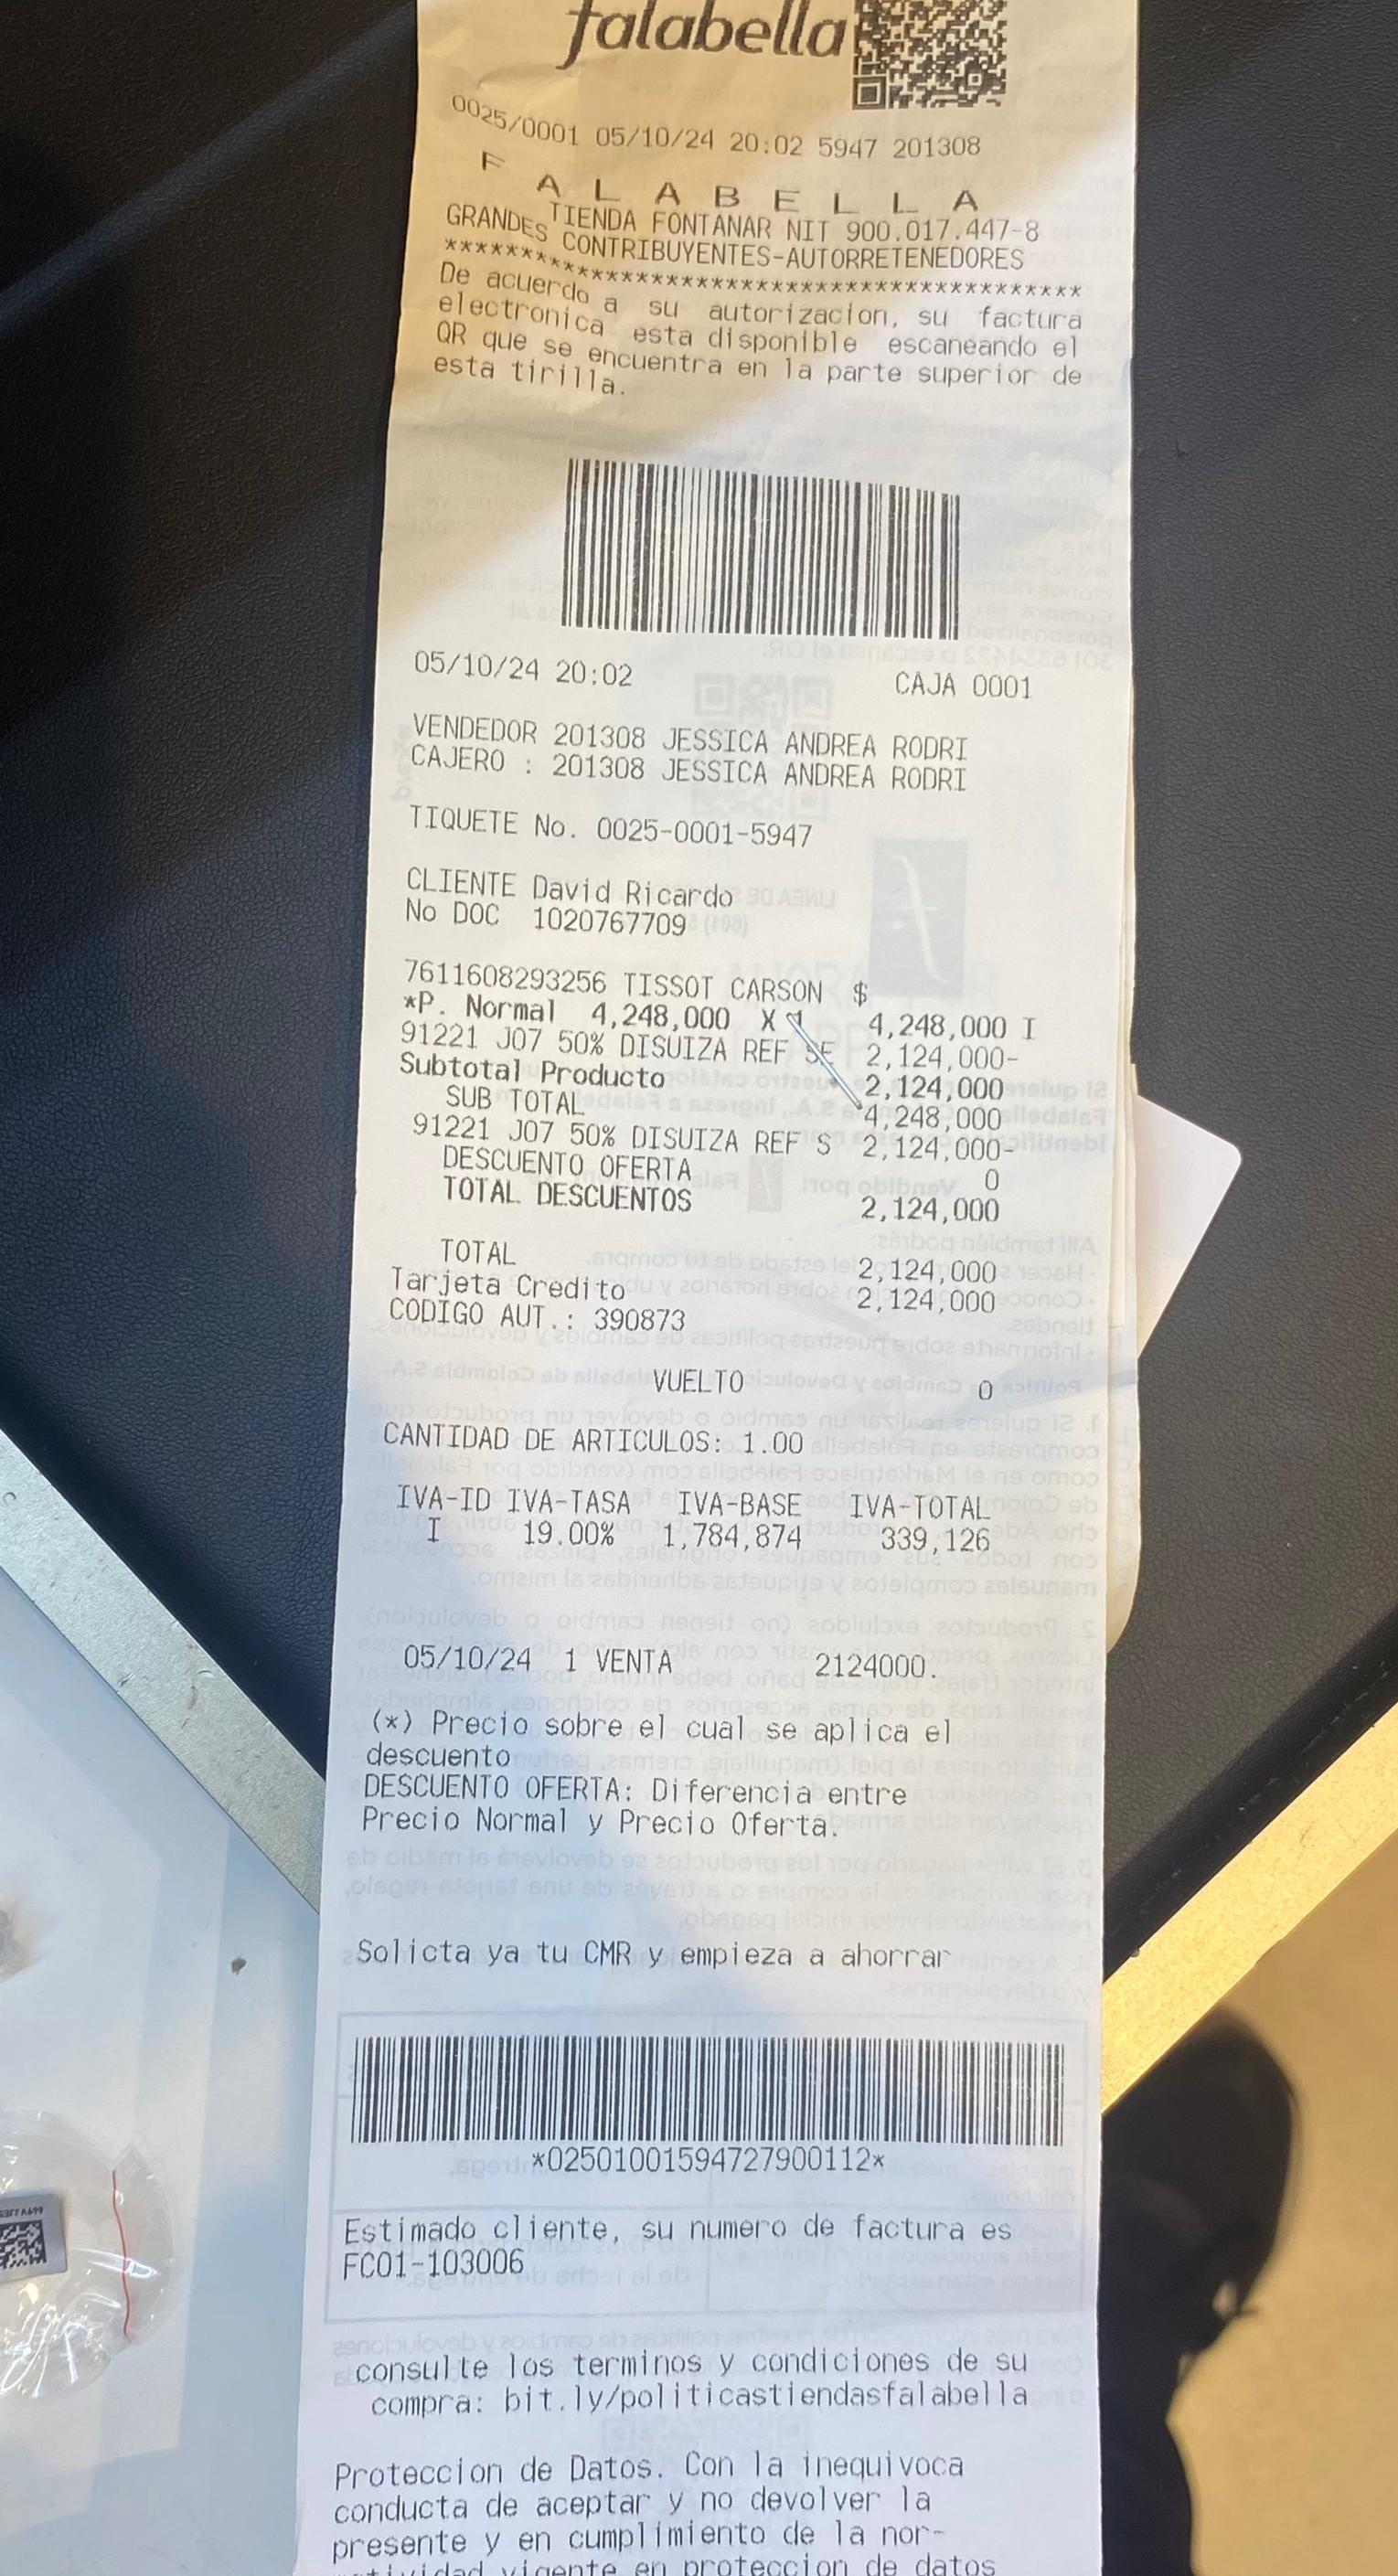 falabella
0025/0001 05/10/24 20:02 5947 201308
F A L A B E L L A
TIENDA FONTANAR NIT 900.017.447-8
GRANDES CONTRIBUYENTES-AUTORRETENEDORES
****************************************
De acuerdo a su autorizacion, su factura
electronica esta disponible escaneando el
QR que se encuentra en la parte superior de
esta tirilla.
05/10/24 20:02 CAJA 0001
VENDEDOR 201308 JESSICA ANDREA RODRI
CAJERO : 201308 JESSICA ANDREA RODRI
TIQUETE No. 0025-0001-5947
CLIENTE David Ricardo
No DOC 1020767709
7611608293256 TISSOT CARSON $
*P. Normal 4,248,000 X 1 4,248,000 I
91221 J07 50% DISUIZA REF SE 2,124,000-
Subtotal Producto 2,124,000
SUB TOTAL 4,248,000
91221 J07 50% DISUIZA REF S 2,124,000-
DESCUENTO OFERTA 0
TOTAL DESCUENTOS 2,124,000
TOTAL 2,124,000
Tarjeta Credito 2,124,000
CODIGO AUT.: 390873
VUELTO 0
CANTIDAD DE ARTICULOS: 1.00
IVA-ID IVA-TASA IVA-BASE IVA-TOTAL
I 19.00% 1,784,874 339,126
05/10/24 1 VENTA 2124000.
(*) Precio sobre el cual se aplica el
descuento
DESCUENTO OFERTA: Diferencia entre
Precio Normal y Precio Oferta.
Solicta ya tu CMR y empieza a ahorrar
*02501001594727900112*
Estimado cliente, su numero de factura es
FC01-103006
consulte los terminos y condiciones de su
compra: bit.ly/politicastiendasfalabella
Proteccion de Datos. Con la inequivoca
conducta de aceptar y no devolver la
presente y en cumplimiento de la nor-
vigente en proteccion de datos